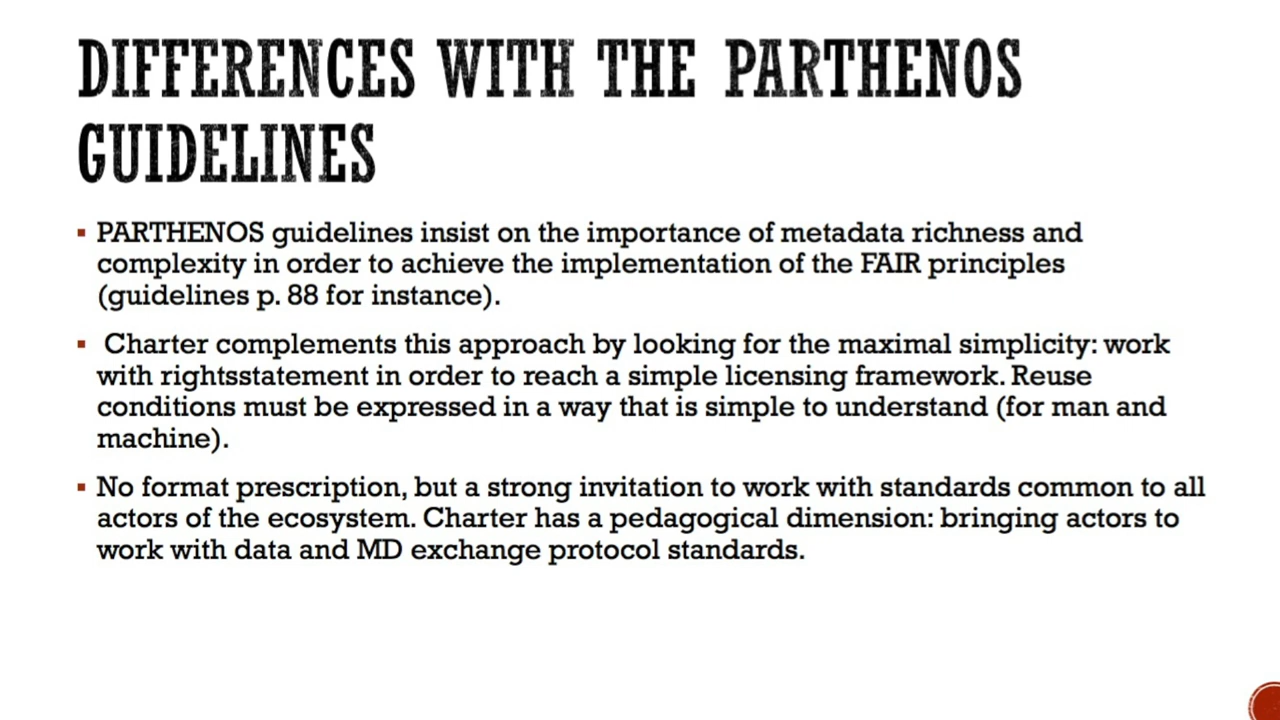 DIFFERENCES WITH THE PARTHENOS
GUIDELINES
▪ PARTHENOS guidelines insist on the importance of metadata richness and
complexity in order to achieve the implementation of the FAIR principles
(guidelines p. 88 for instance).
▪ Charter complements this approach by looking for the maximal simplicity: work
with rightsstatement in order to reach a simple licensing framework. Reuse
conditions must be expressed in a way that is simple to understand (for man and
machine).
▪ No format prescription, but a strong invitation to work with standards common to all
actors of the ecosystem. Charter has a pedagogical dimension: bringing actors to
work with data and MD exchange protocol standards.